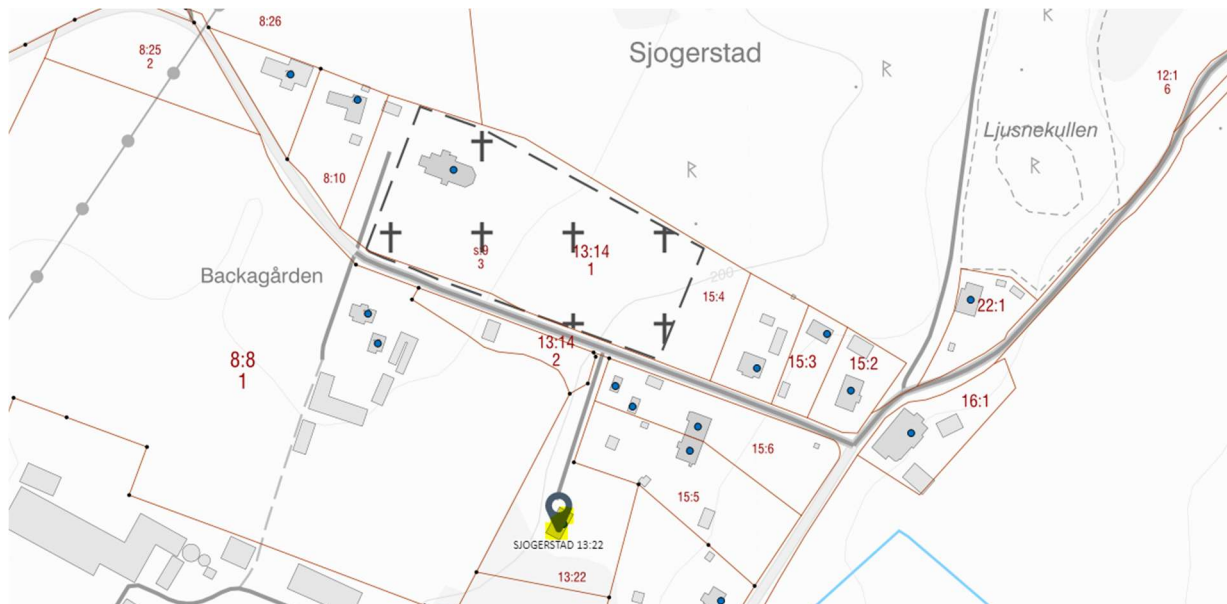 8:26
8:25
2
Sjogerstad
R
R
12:1
6
Ljusnekullen
R
R
8:10
s:9
3
13:14
1
200
15:4
Backagården
22:1
13:14
2
15:3
15:2
8:8
1
16:1
15:6
15:5
SJOGERSTAD 13:22
13:22